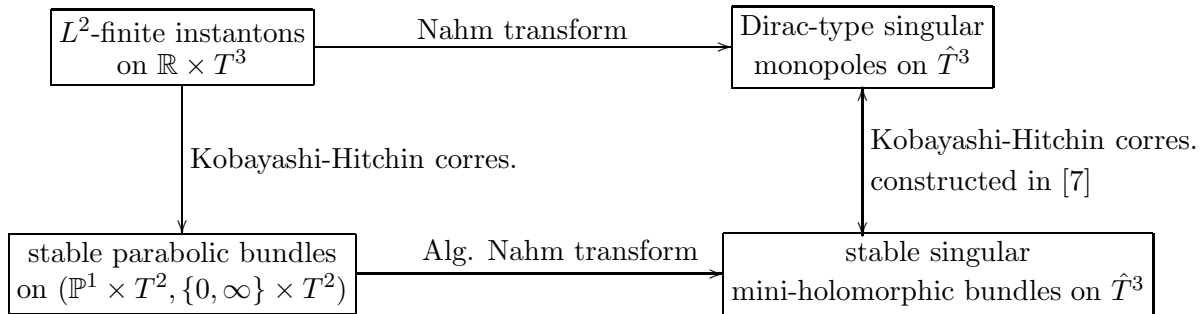 L²-finite instantons
on ℝ × T³
Nahm transform
Dirac-type singular
monopoles on T̂³
Kobayashi-Hitchin corres.
Kobayashi-Hitchin corres.
constructed in [7]
stable parabolic bundles
on (ℙ¹ × T², {0, ∞} × T²)
Alg. Nahm transform
stable singular
mini-holomorphic bundles on T̂³